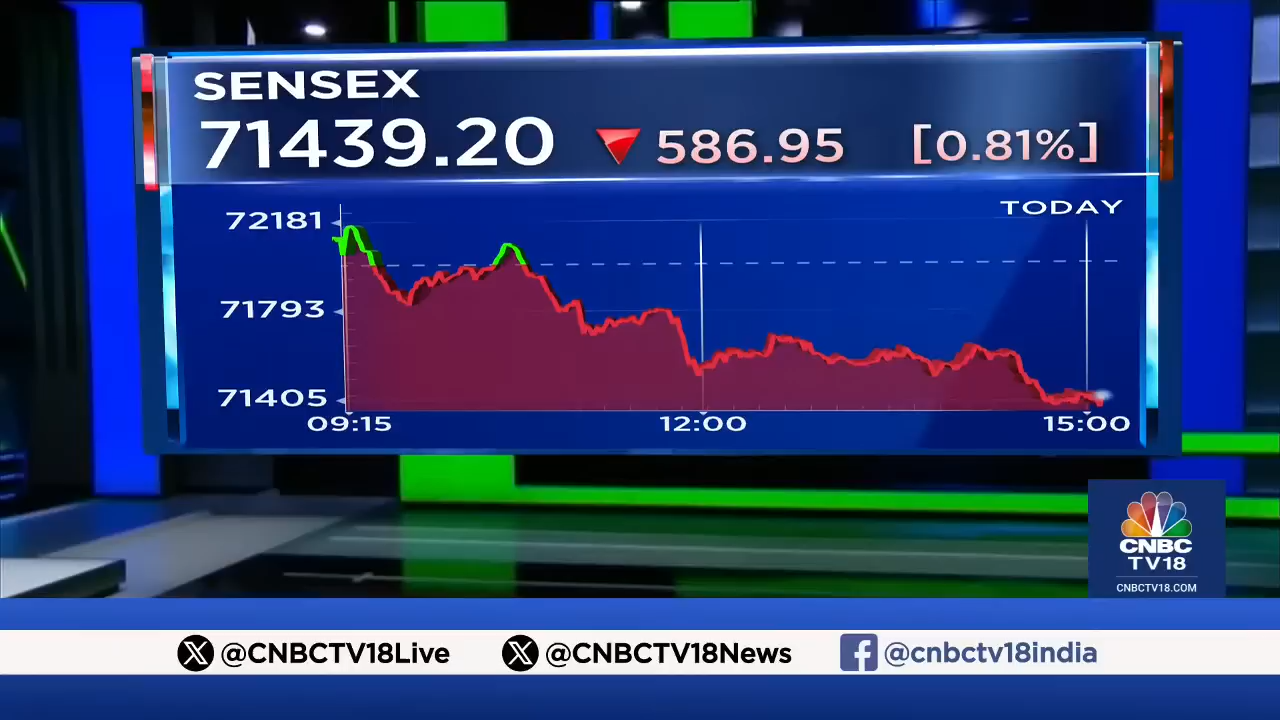 SENSEX
71439.20 ▼ 586.95 [0.81%]
TODAY
72181
71793
71405
09:15 12:00 15:00
CNBC
TV18
CNBCTV18.COM
@CNBCTV18Live @CNBCTV18News @cnbctv18india